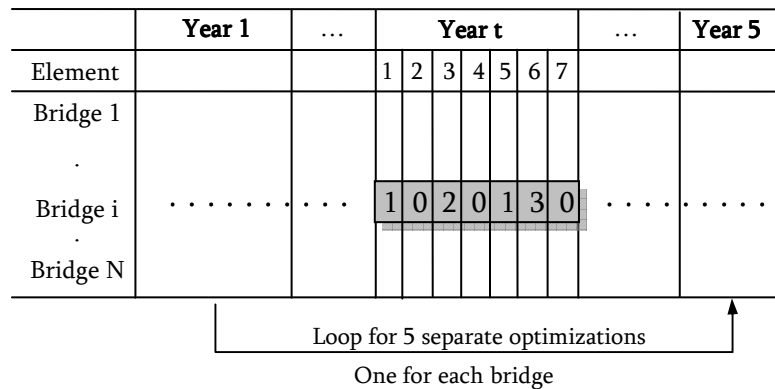 Year 1 ... Year t ... Year 5
Element 1 2 3 4 5 6 7
Bridge 1
.
Bridge i . . . . . . . . . . 1 0 2 0 1 3 0 . . . . . . . . .
.
Bridge N
Loop for 5 separate optimizations
One for each bridge